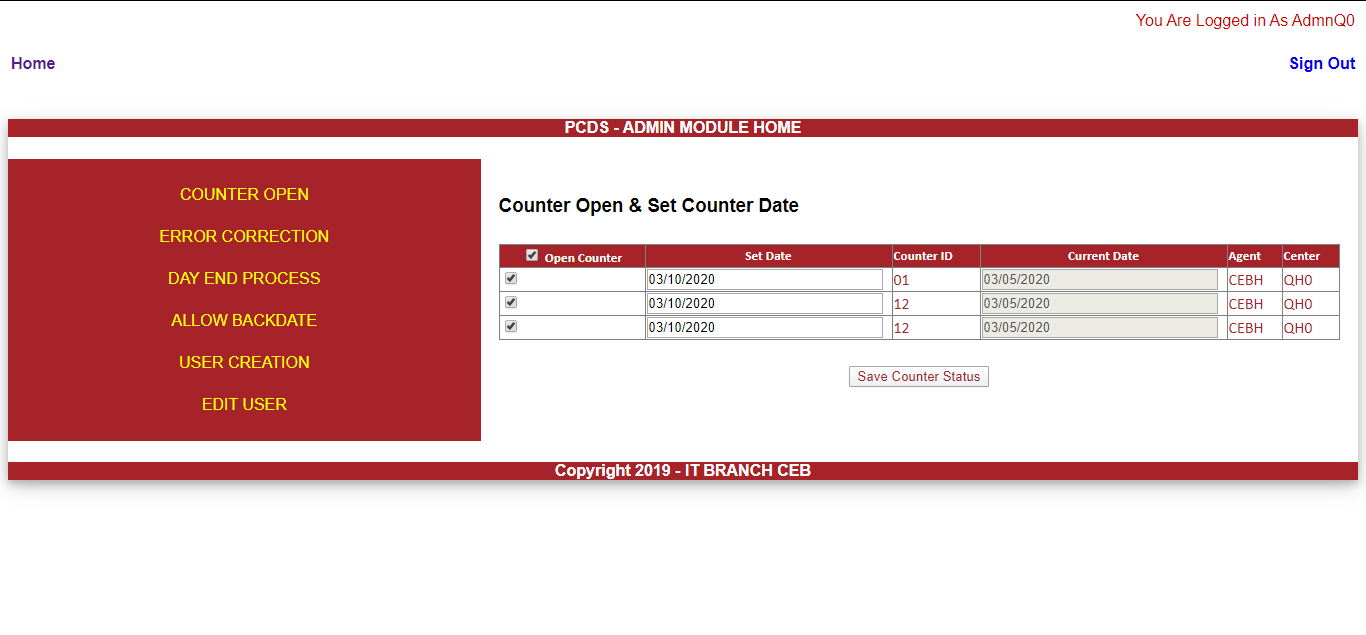 You Are Logged in As AdmnQ0
Home Sign Out
PCDS - ADMIN MODULE HOME
COUNTER OPEN
ERROR CORRECTION
DAY END PROCESS
ALLOW BACKDATE
USER CREATION
EDIT USER
Counter Open & Set Counter Date
Open Counter Set Date Counter ID Current Date Agent Center
03/10/2020 01 03/05/2020 CEBH QH0
03/10/2020 12 03/05/2020 CEBH QH0
03/10/2020 12 03/05/2020 CEBH QH0
Save Counter Status
Copyright 2019 - IT BRANCH CEB